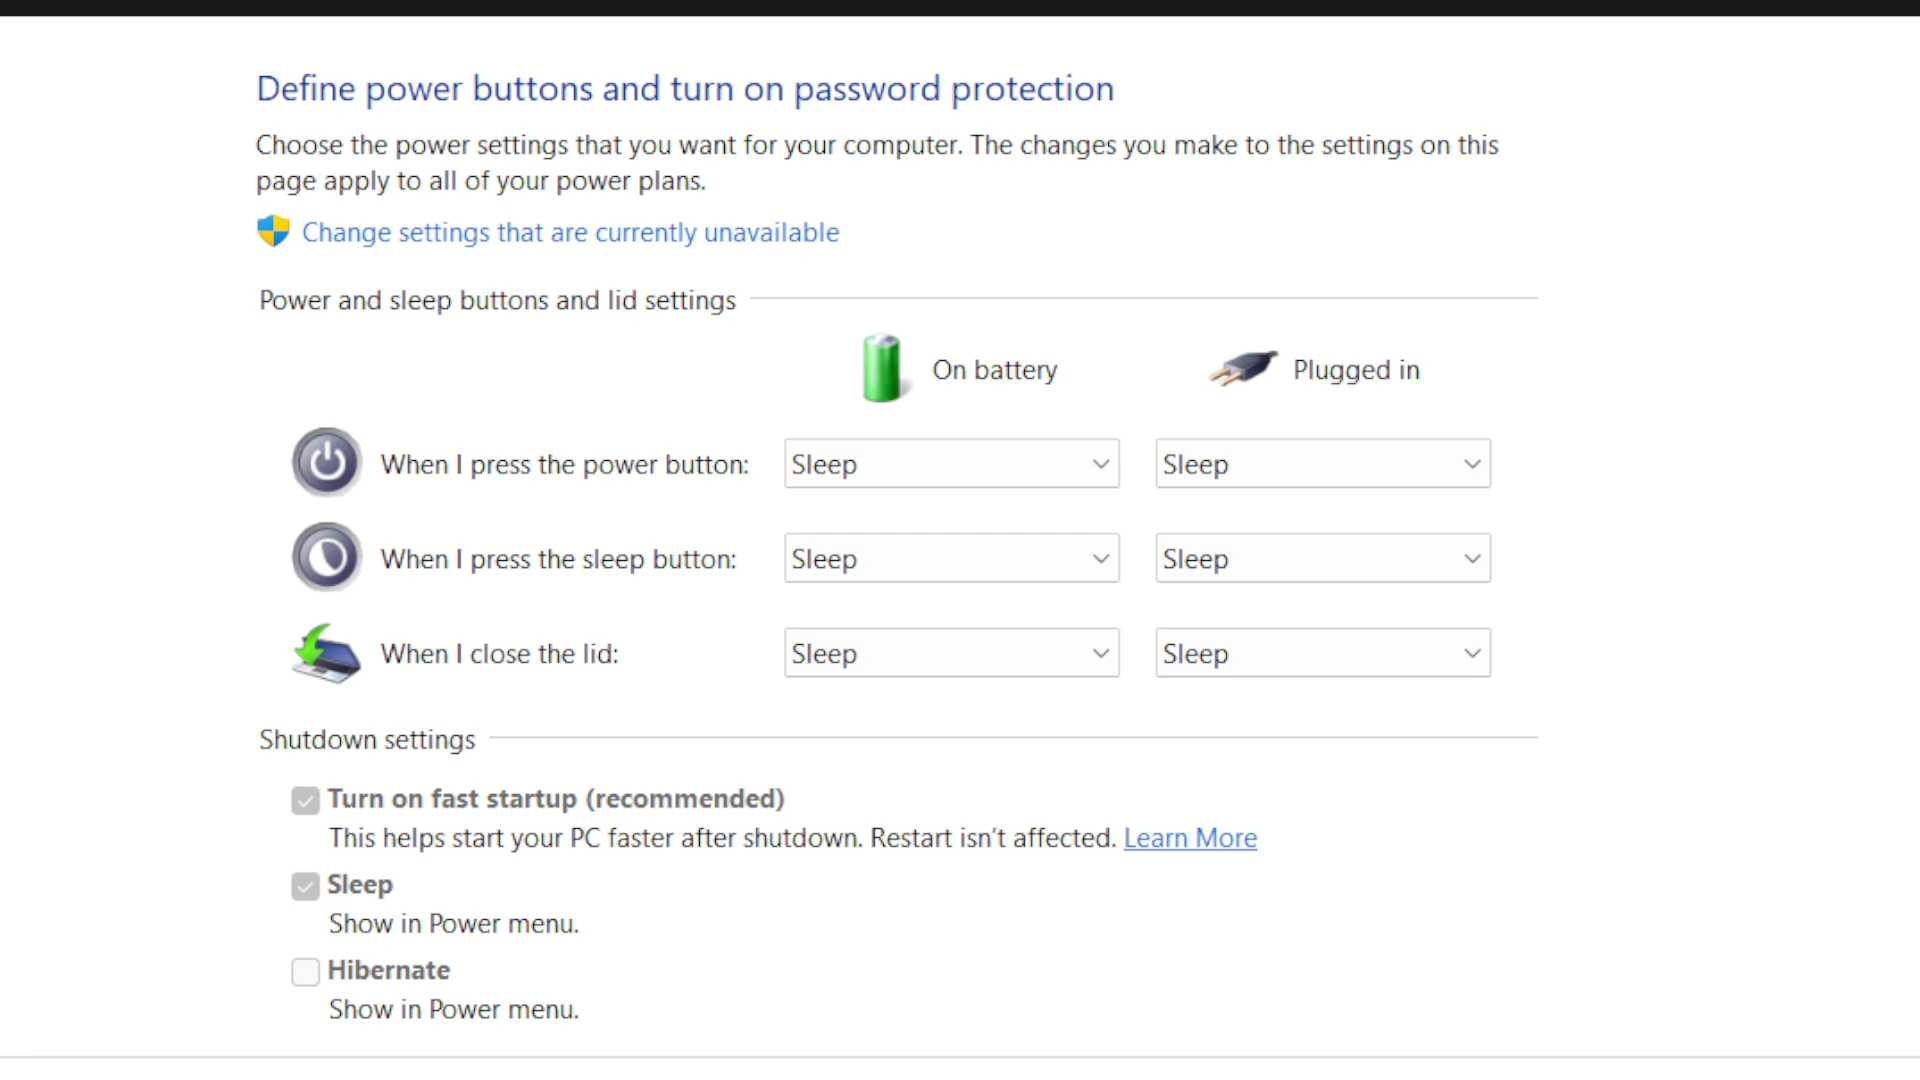 Define power buttons and turn on password protection
Choose the power settings that you want for your computer. The changes you make to the settings on this
page apply to all of your power plans.
Change settings that are currently unavailable
Power and sleep buttons and lid settings
On battery
Plugged in
When I press the power button:
Sleep
Sleep
When I press the sleep button:
Sleep
Sleep
When I close the lid:
Sleep
Sleep
Shutdown settings
Turn on fast startup (recommended)
This helps start your PC faster after shutdown. Restart isn't affected. Learn More
Sleep
Show in Power menu.
Hibernate
Show in Power menu.